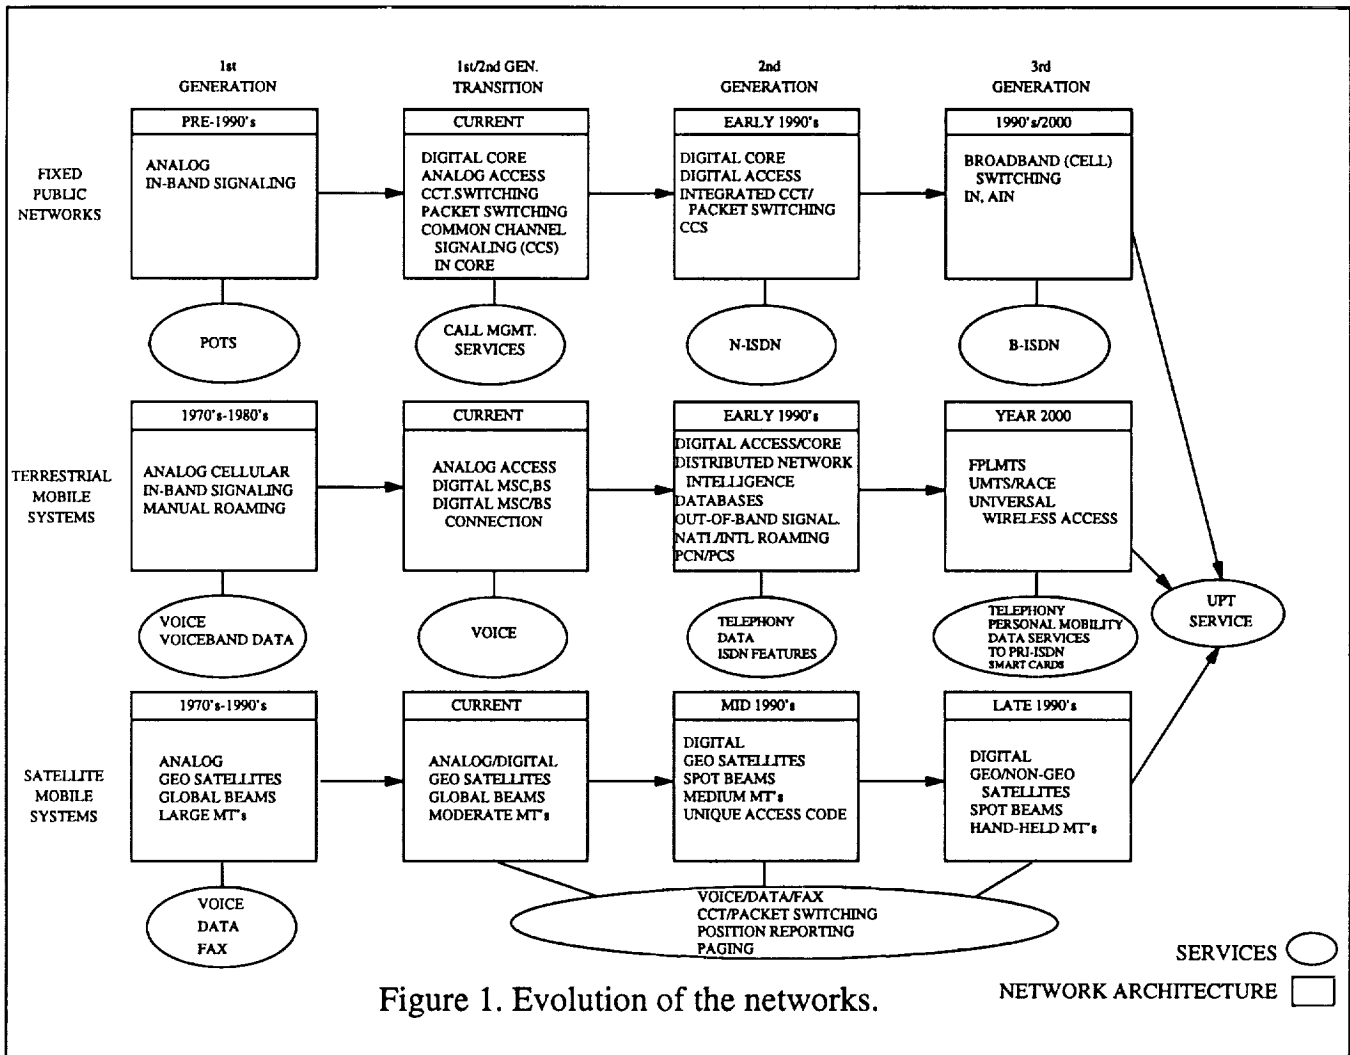 1st
GENERATION
1st/2nd GEN.
TRANSITION
2nd
GENERATION
3rd
GENERATION
FIXED
PUBLIC
NETWORKS
PRE-1990's
ANALOG
IN-BAND SIGNALING
POTS
CURRENT
DIGITAL CORE
ANALOG ACCESS
CCT.SWITCHING
PACKET SWITCHING
COMMON CHANNEL
SIGNALING (CCS)
IN CORE
CALL MGMT.
SERVICES
EARLY 1990's
DIGITAL CORE
DIGITAL ACCESS
INTEGRATED CCT/
PACKET SWITCHING
CCS
N-ISDN
1990's/2000
BROADBAND (CELL)
SWITCHING
IN, AIN
B-ISDN
TERRESTRIAL
MOBILE
SYSTEMS
1970's-1980's
ANALOG CELLULAR
IN-BAND SIGNALING
MANUAL ROAMING
VOICE
VOICEBAND DATA
CURRENT
ANALOG ACCESS
DIGITAL MSC,BS
DIGITAL MSC/BS
CONNECTION
VOICE
EARLY 1990's
DIGITAL ACCESS/CORE
DISTRIBUTED NETWORK
INTELLIGENCE
DATABASES
OUT-OF-BAND SIGNAL.
NATL/INTL ROAMING
PCN/PCS
TELEPHONY
DATA
ISDN FEATURES
YEAR 2000
FPLMTS
UMTS/RACE
UNIVERSAL
WIRELESS ACCESS
TELEPHONY
PERSONAL MOBILITY
DATA SERVICES
TO PRI-ISDN
SMART CARDS
UPT
SERVICE
SATELLITE
MOBILE
SYSTEMS
1970's-1990's
ANALOG
GEO SATELLITES
GLOBAL BEAMS
LARGE MT's
VOICE
DATA
FAX
CURRENT
ANALOG/DIGITAL
GEO SATELLITES
GLOBAL BEAMS
MODERATE MT's
MID 1990's
DIGITAL
GEO SATELLITES
SPOT BEAMS
MEDIUM MT's
UNIQUE ACCESS CODE
LATE 1990's
DIGITAL
GEO/NON-GEO
SATELLITES
SPOT BEAMS
HAND-HELD MT's
VOICE/DATA/FAX
CCT/PACKET SWITCHING
POSITION REPORTING
PAGING
SERVICES
NETWORK ARCHITECTURE
Figure 1. Evolution of the networks.